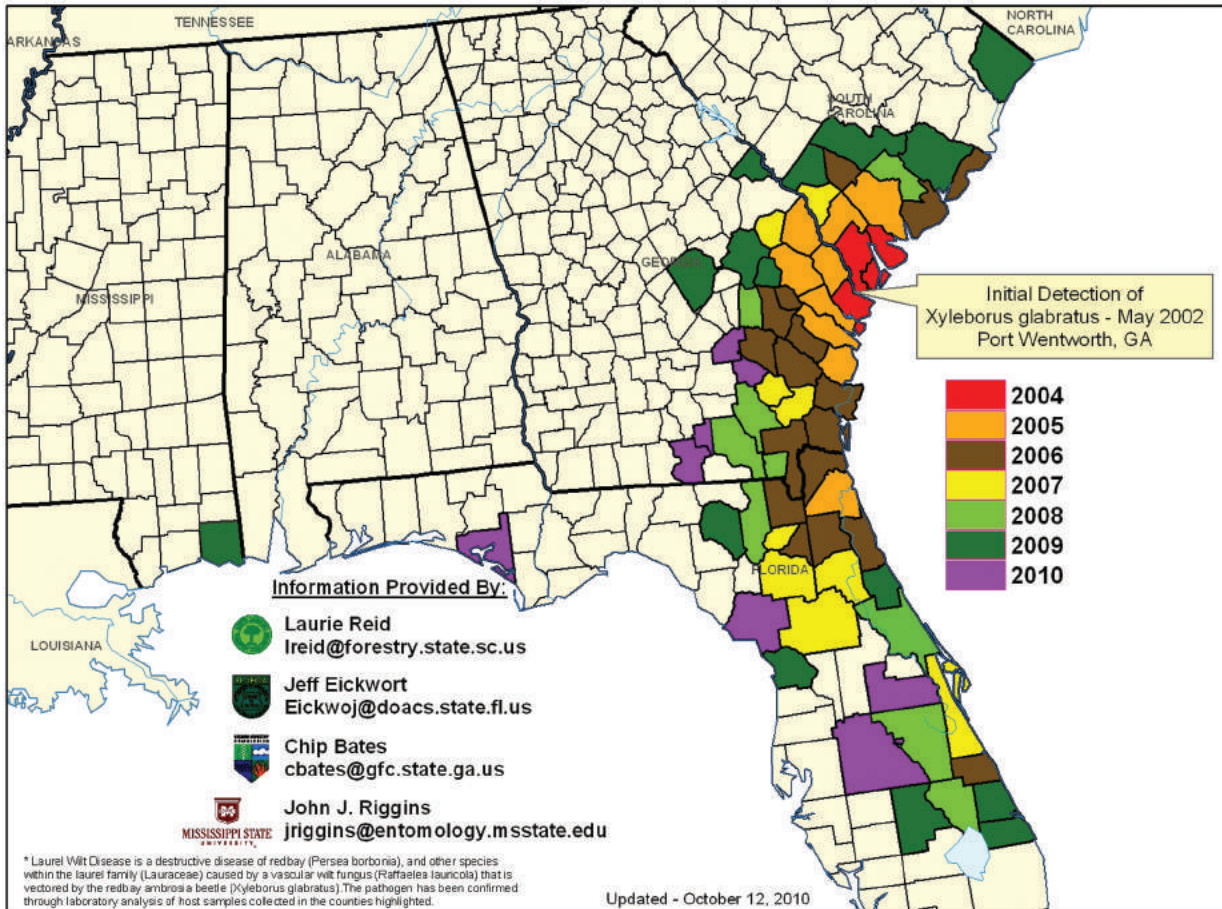 TENNESSEE
NORTH
CAROLINA
ARKANSAS
SOUTH
CAROLINA
ALABAMA
MISSISSIPPI
Initial Detection of
Xyleborus glabratus - May 2002
Port Wentworth, GA
2004
2005
2006
2007
2008
2009
2010
FLORIDA
LOUISIANA
Information Provided By:
Laurie Reid
lreid@forestry.state.sc.us
Jeff Eickwort
Eickwoj@doacs.state.fl.us
Chip Bates
cbates@gfc.state.ga.us
John J. Riggins
jriggins@entomology.msstate.edu
MISSISSIPPI STATE
UNIVERSITY
* Laurel Wilt Disease is a destructive disease of redbay (Persea borbonia), and other species
within the laurel family (Lauraceae) caused by a vascular wilt fungus (Raffaelea lauricola) that is
vectored by the redbay ambrosia beetle (Xyleborus glabratus).The pathogen has been confirmed
through laboratory analysis of host samples collected in the counties highlighted.
Updated - October 12, 2010